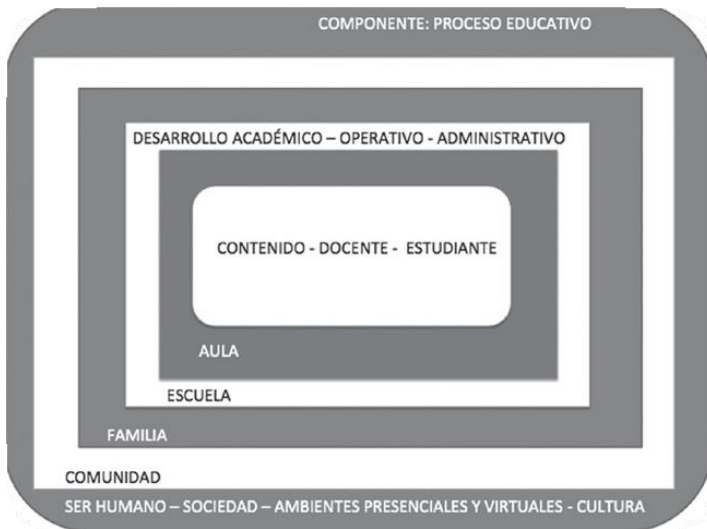 COMPONENTE: PROCESO EDUCATIVO
DESARROLLO ACADÉMICO – OPERATIVO - ADMINISTRATIVO
CONTENIDO - DOCENTE - ESTUDIANTE
AULA
ESCUELA
FAMILIA
COMUNIDAD
SER HUMANO – SOCIEDAD – AMBIENTES PRESENCIALES Y VIRTUALES - CULTURA